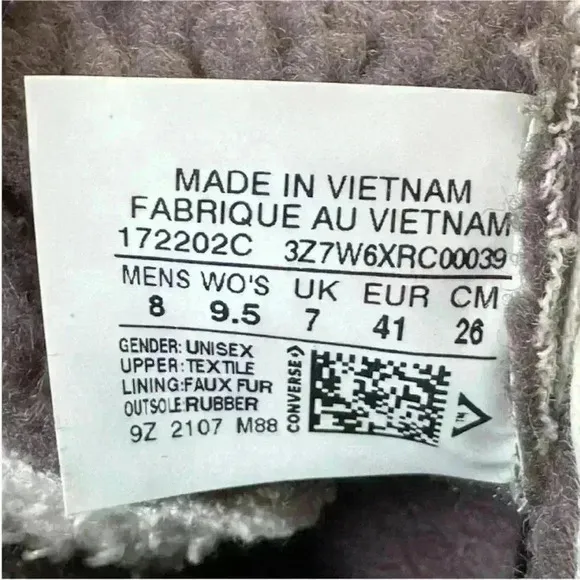 MADE IN VIETNAM
FABRIQUE AU VIETNAM
172202C 3Z7W6XRC00039
MENS WO'S UK EUR CM
8 9.5 7 41 26
GENDER: UNISEX
UPPER: TEXTILE
LINING:FAUX FUR
OUTSOLE:RUBBER
9Z 2107 M88
CONVERSE
TM